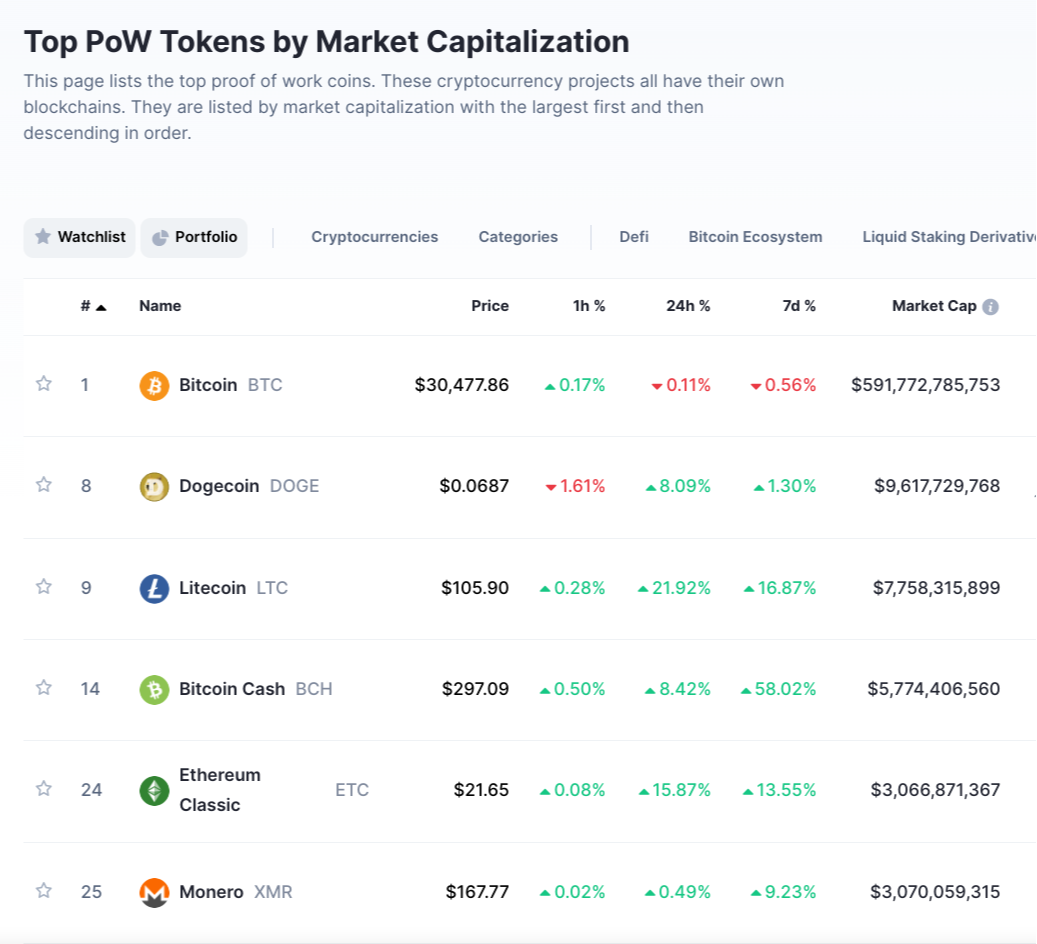 Top PoW Tokens by Market Capitalization
This page lists the top proof of work coins. These cryptocurrency projects all have their own
blockchains. They are listed by market capitalization with the largest first and then
descending in order.
Watchlist Portfolio Cryptocurrencies Categories Defi Bitcoin Ecosystem Liquid Staking Derivativ
# Name Price 1h % 24h % 7d % Market Cap
1 Bitcoin BTC $30,477.86 0.17% 0.11% 0.56% $591,772,785,753
8 Dogecoin DOGE $0.0687 1.61% 8.09% 1.30% $9,617,729,768
9 Litecoin LTC $105.90 0.28% 21.92% 16.87% $7,758,315,899
14 Bitcoin Cash BCH $297.09 0.50% 8.42% 58.02% $5,774,406,560
24 Ethereum Classic ETC $21.65 0.08% 15.87% 13.55% $3,066,871,367
25 Monero XMR $167.77 0.02% 0.49% 9.23% $3,070,059,315